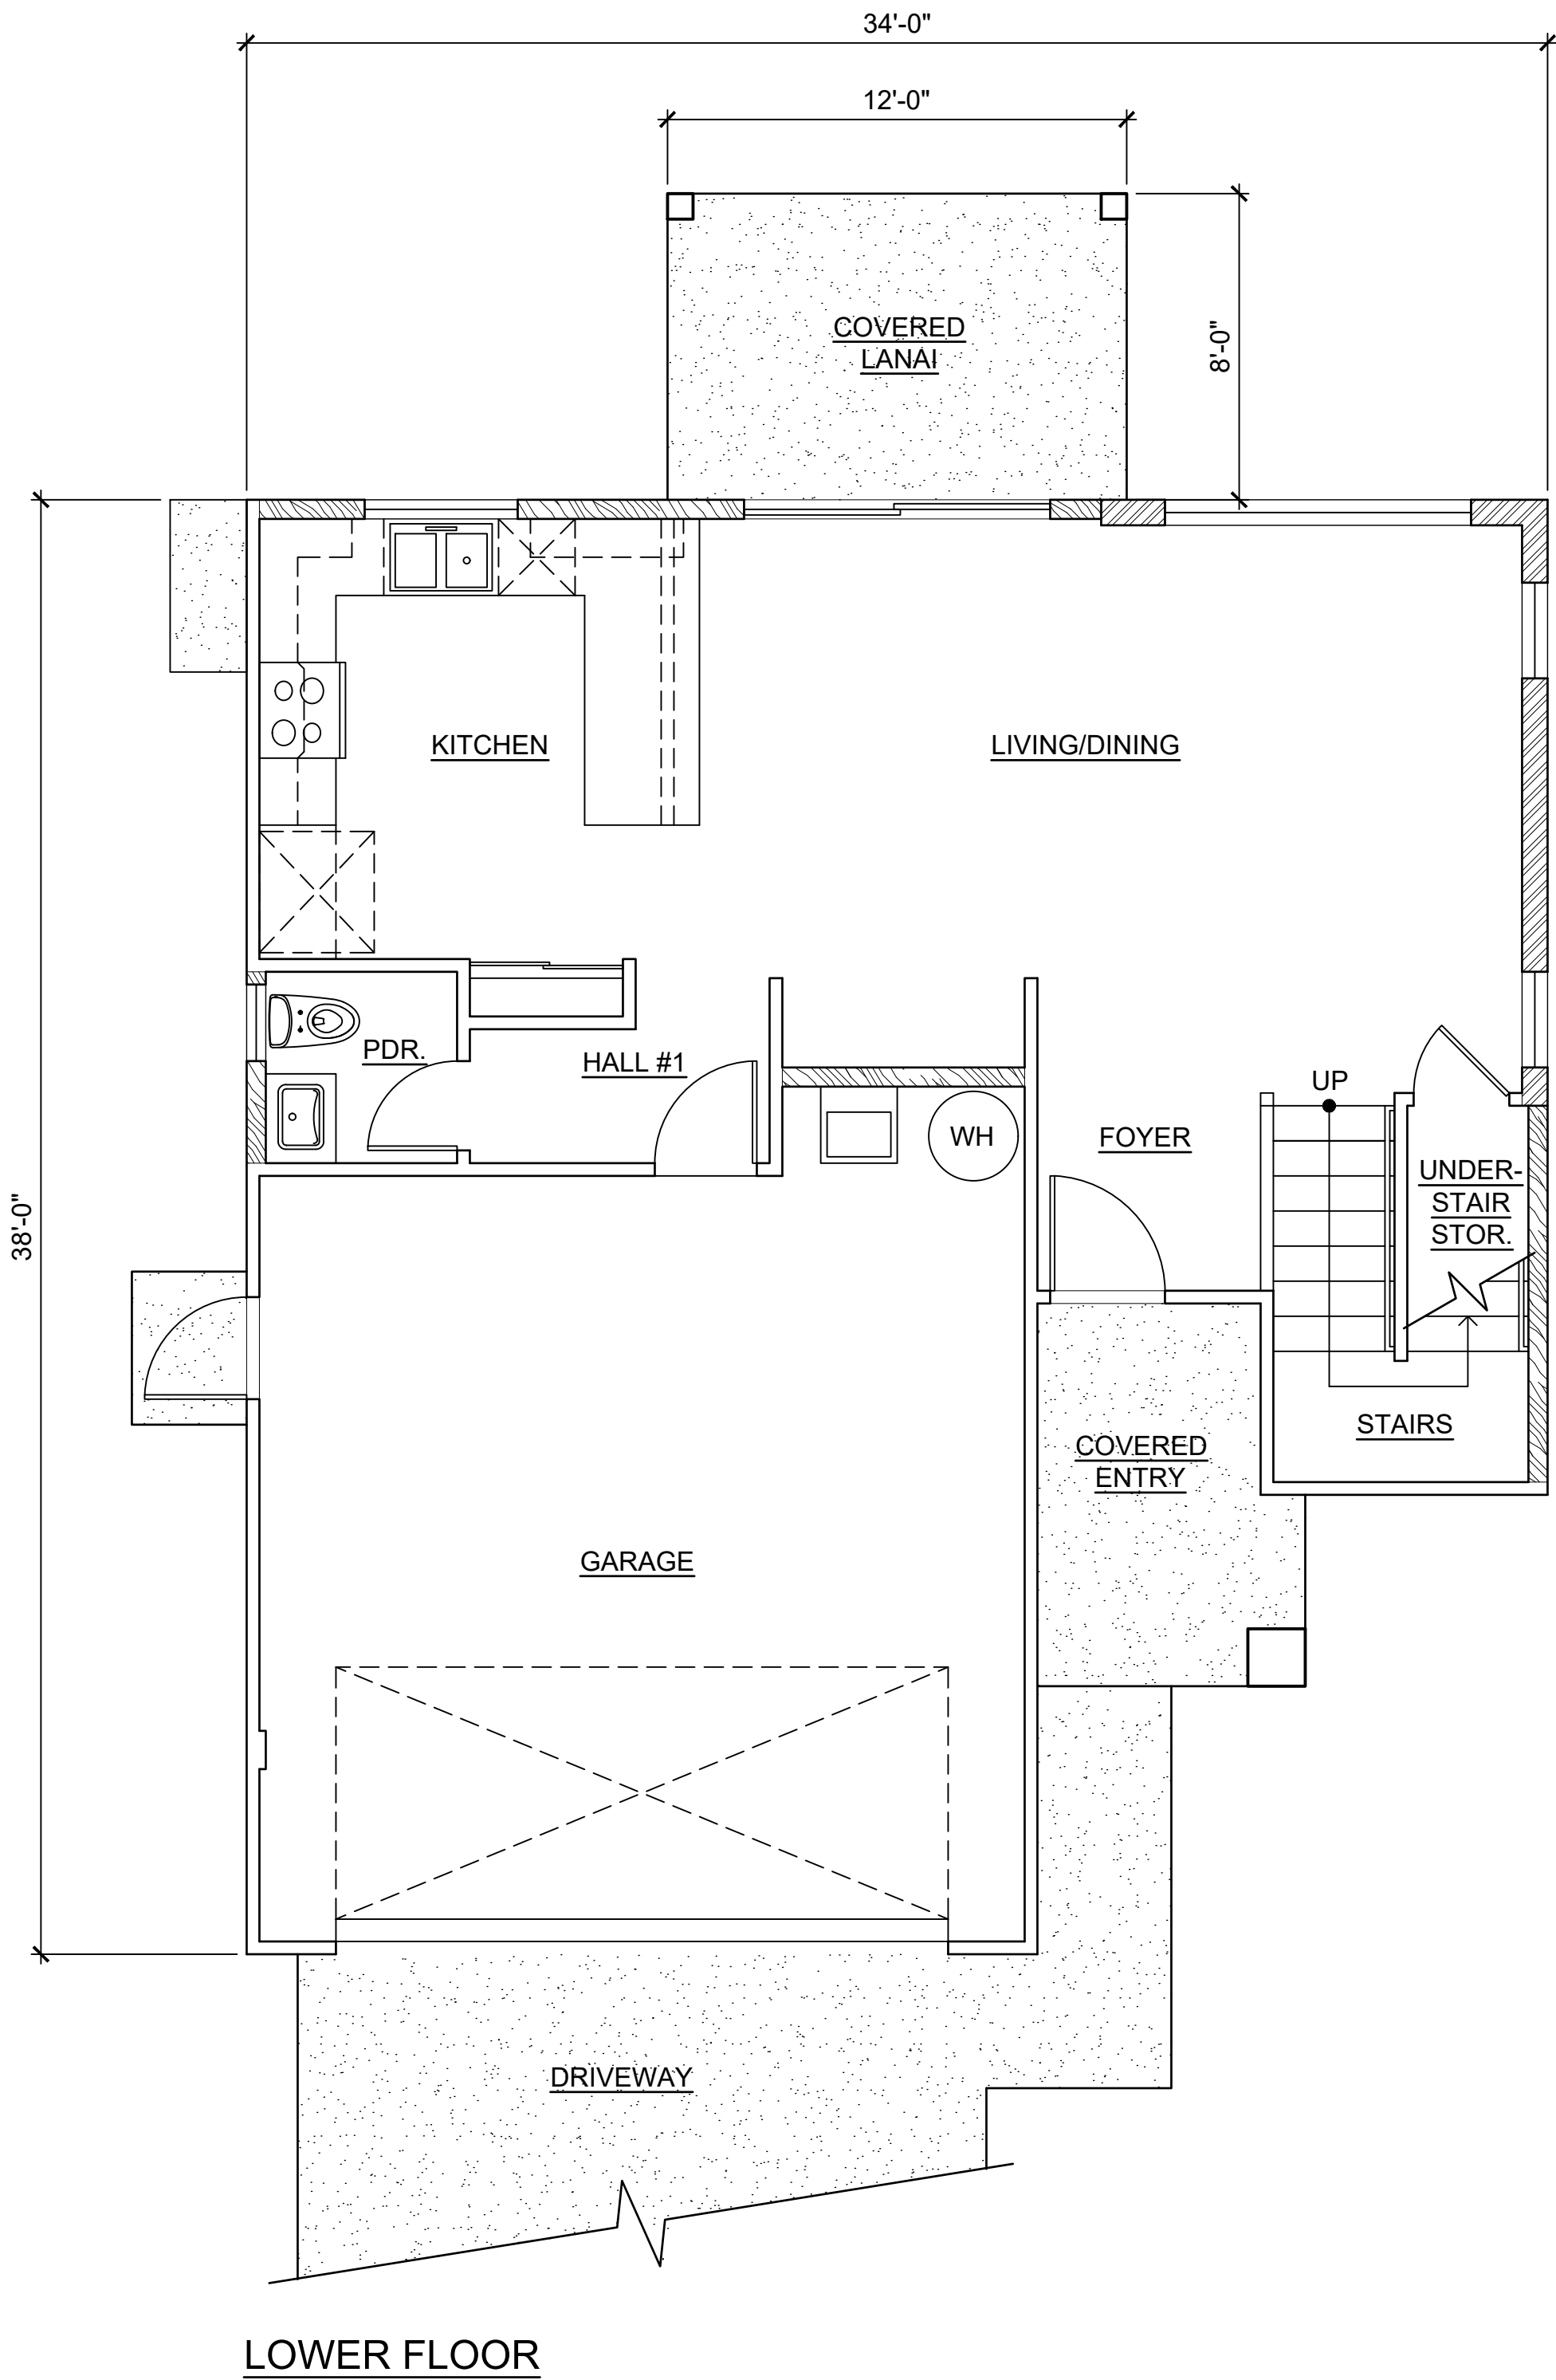 34'-0"
12'-0"
8'-0"
COVERED
LANAI
KITCHEN
LIVING/DINING
PDR.
HALL #1
UP
WH
FOYER
UNDER-
STAIR
STOR.
38'-0"
STAIRS
COVERED
ENTRY
GARAGE
DRIVEWAY
LOWER FLOOR